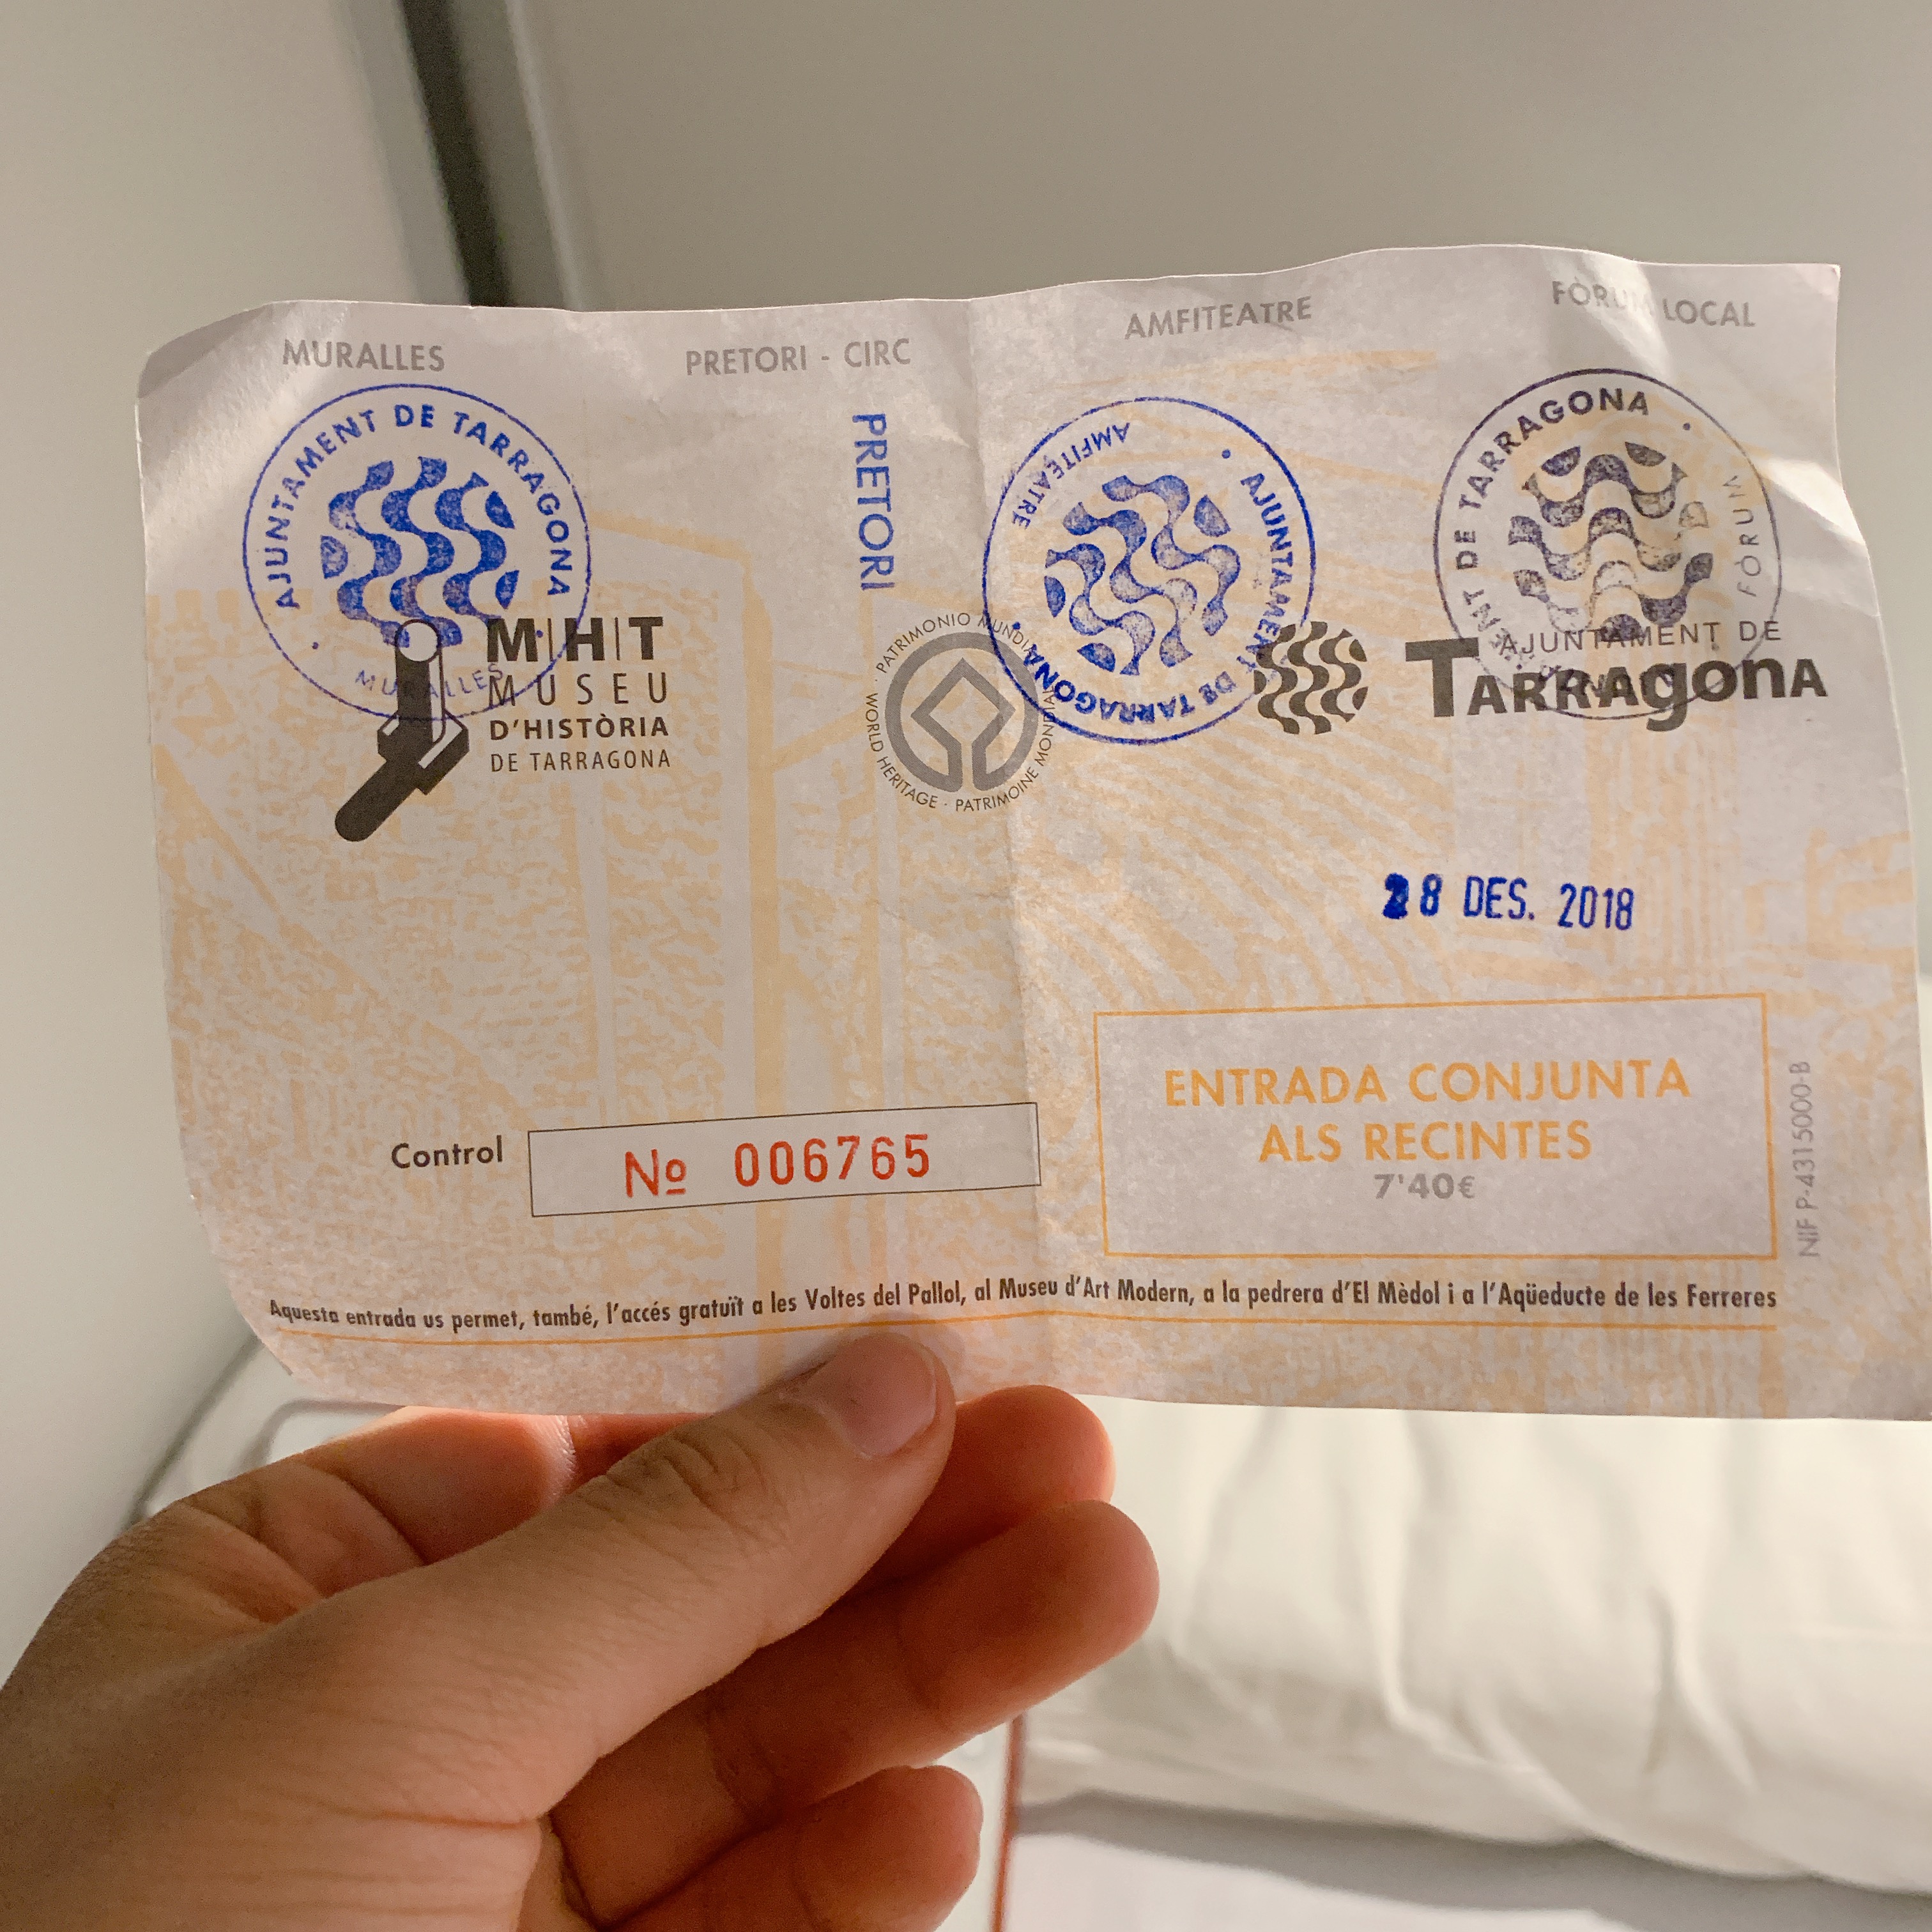 MURALLES
PRETORI - CIRC
AMFITEATRE
FÒRUM LOCAL
AJUNTAMENT DE TARRAGONA
MURALLES
PRETORI
AMFITEATRE
AJUNTAMENT DE TARRAGONA
DE TARRAGONA
FÒRUM
M|H|T
MUSEU
D'HISTÒRIA
DE TARRAGONA
PATRIMONIO MUNDIAL · WORLD HERITAGE · PATRIMOINE MONDIAL
AJUNTAMENT DE
TARRAgonA
28 DES. 2018
ENTRADA CONJUNTA
ALS RECINTES
7'40€
Control
Nº 006765
NIF P-4315000-B
Aquesta entrada us permet, també, l'accés gratuït a les Voltes del Pallol, al Museu d'Art Modern, a la pedrera d'El Mèdol i a l'Aqüeducte de les Ferreres